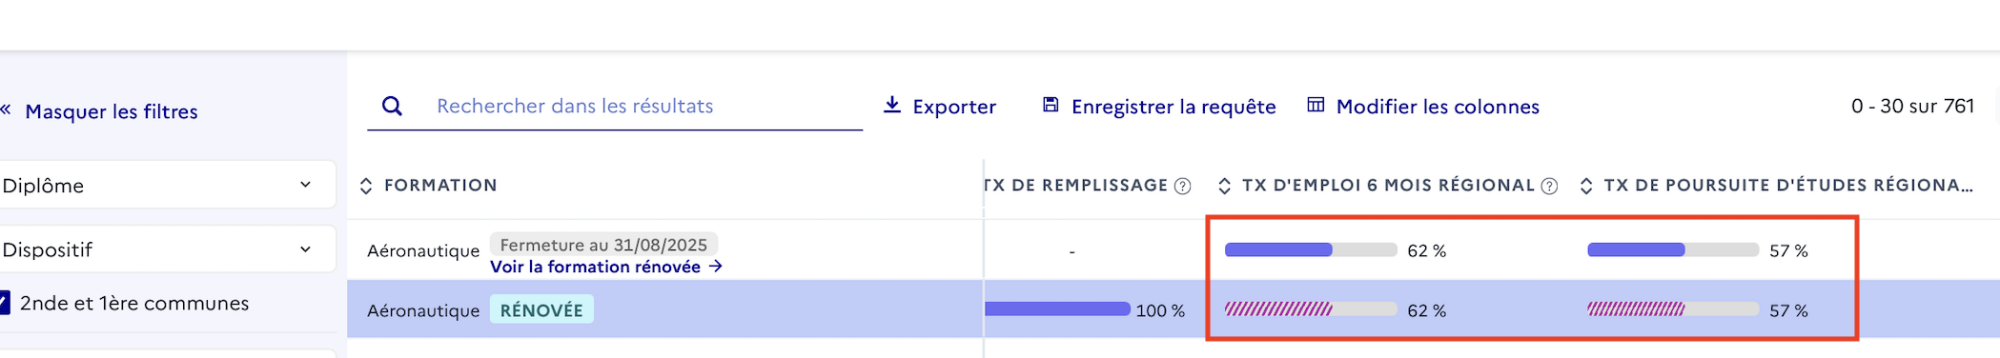 « Masquer les filtres
Rechercher dans les résultats
Exporter
Enregistrer la requête
Modifier les colonnes
0 - 30 sur 761
Diplôme
Dispositif
2nde et 1ère communes
FORMATION
TX DE REMPLISSAGE ?
TX D'EMPLOI 6 MOIS RÉGIONAL ?
TX DE POURSUITE D'ÉTUDES RÉGIONA...
Aéronautique Fermeture au 31/08/2025
Voir la formation rénovée →
-
62 %
57 %
Aéronautique RÉNOVÉE
100 %
62 %
57 %